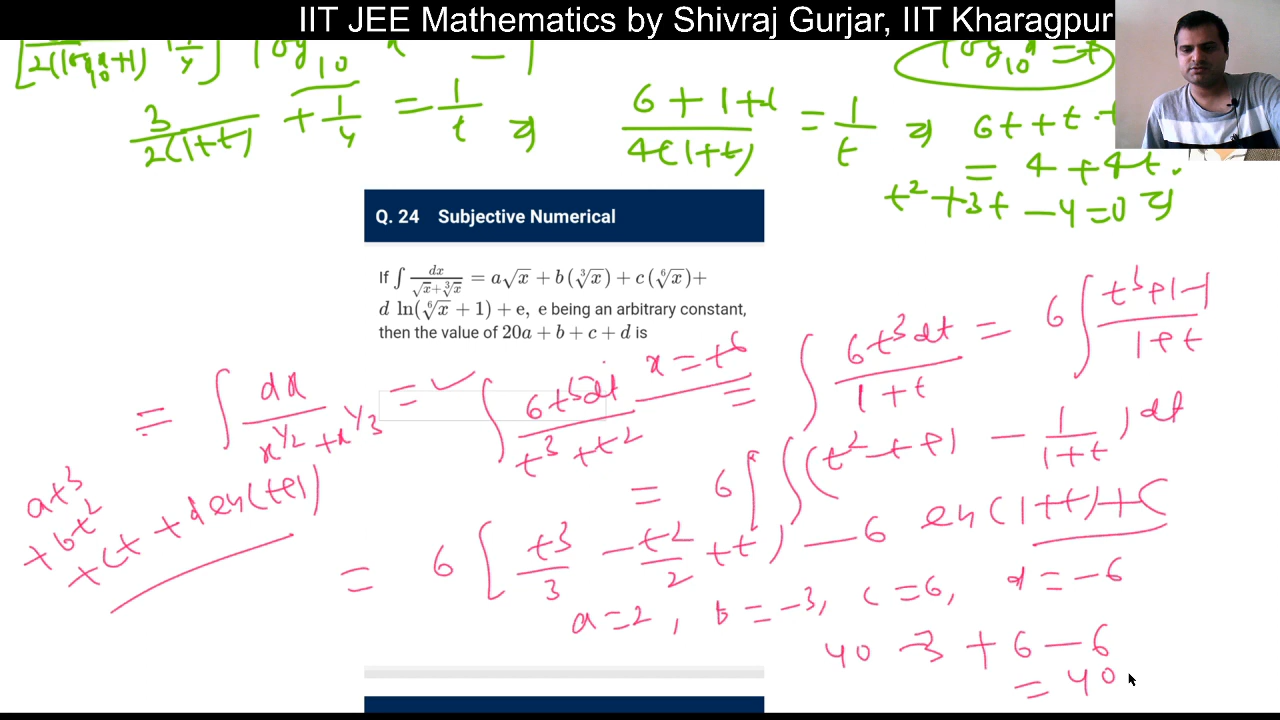 IIT JEE Mathematics by Shivraj Gurjar, IIT Kharagpur
3/2(1+t) + 1/4 = 1/t ⇒ 6 + 1+t / 4(1+t) = 1/t ⇒ 6t + t . t
= 4 + 4t .
t² + 3t − 4 = 0 ⇒
Q. 24 Subjective Numerical
If ∫ dx/(√x+∛x) = a√x + b(∛x) + c(⁶√x)+
d ln(⁶√x + 1) + e, e being an arbitrary constant,
then the value of 20a + b + c + d is
= ∫ dx / x^1/2 + x^1/3 = ∫ 6t⁵dt / t³ + t² x = t⁶ = ∫ 6t³dt / 1+t = 6 ∫ t³+1−1 / 1+t
= 6 ∫ (t² − t + 1 − 1/1+t) dt
at³
+ bt²
+ ct + d ln(t+1)
= 6 [ t³/3 − t²/2 + t ) − 6 ln(1+t) + C
a = 2 , b = −3, c = 6, d = −6
40 − 3 + 6 − 6
= 40